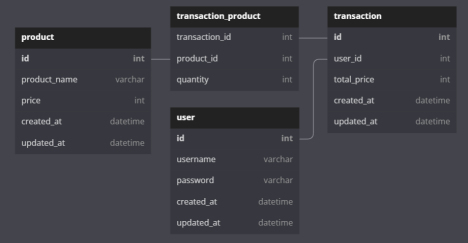 product
id int
product_name varchar
price int
created_at datetime
updated_at datetime
transaction_product
transaction_id int
product_id int
quantity int
user
id int
username varchar
password varchar
created_at datetime
updated_at datetime
transaction
id int
user_id int
total_price int
created_at datetime
updated_at datetime